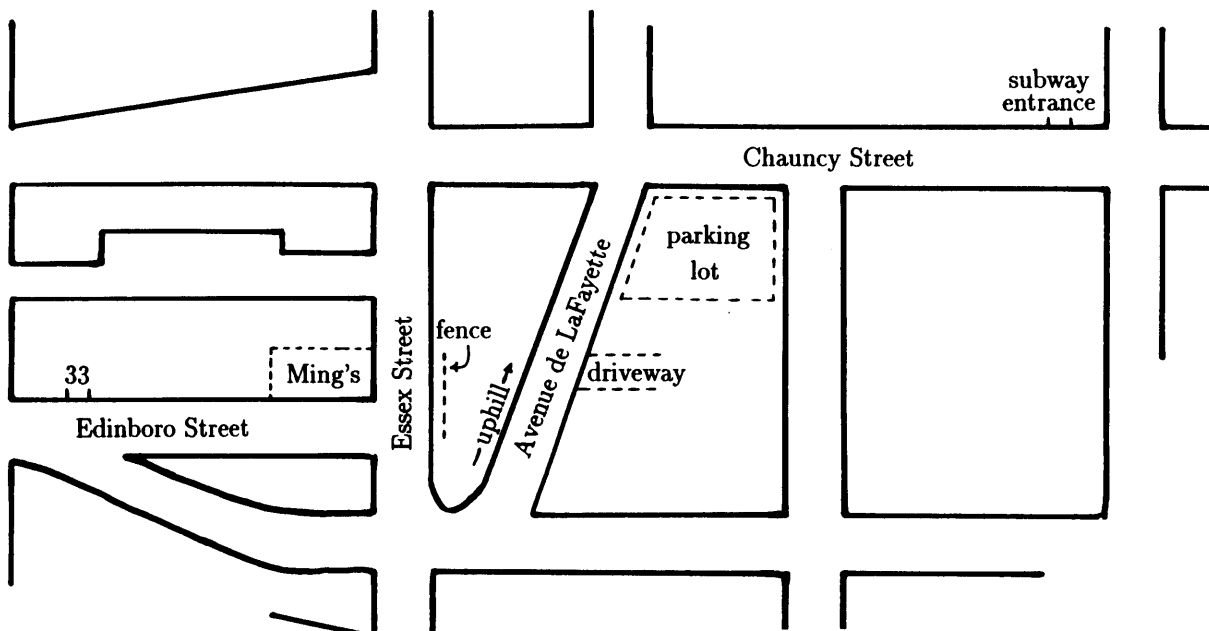 subway
entrance
Chauncy Street
parking
lot
Avenue de LaFayette
fence
Essex Street
33
Ming's
uphill
driveway
Edinboro Street